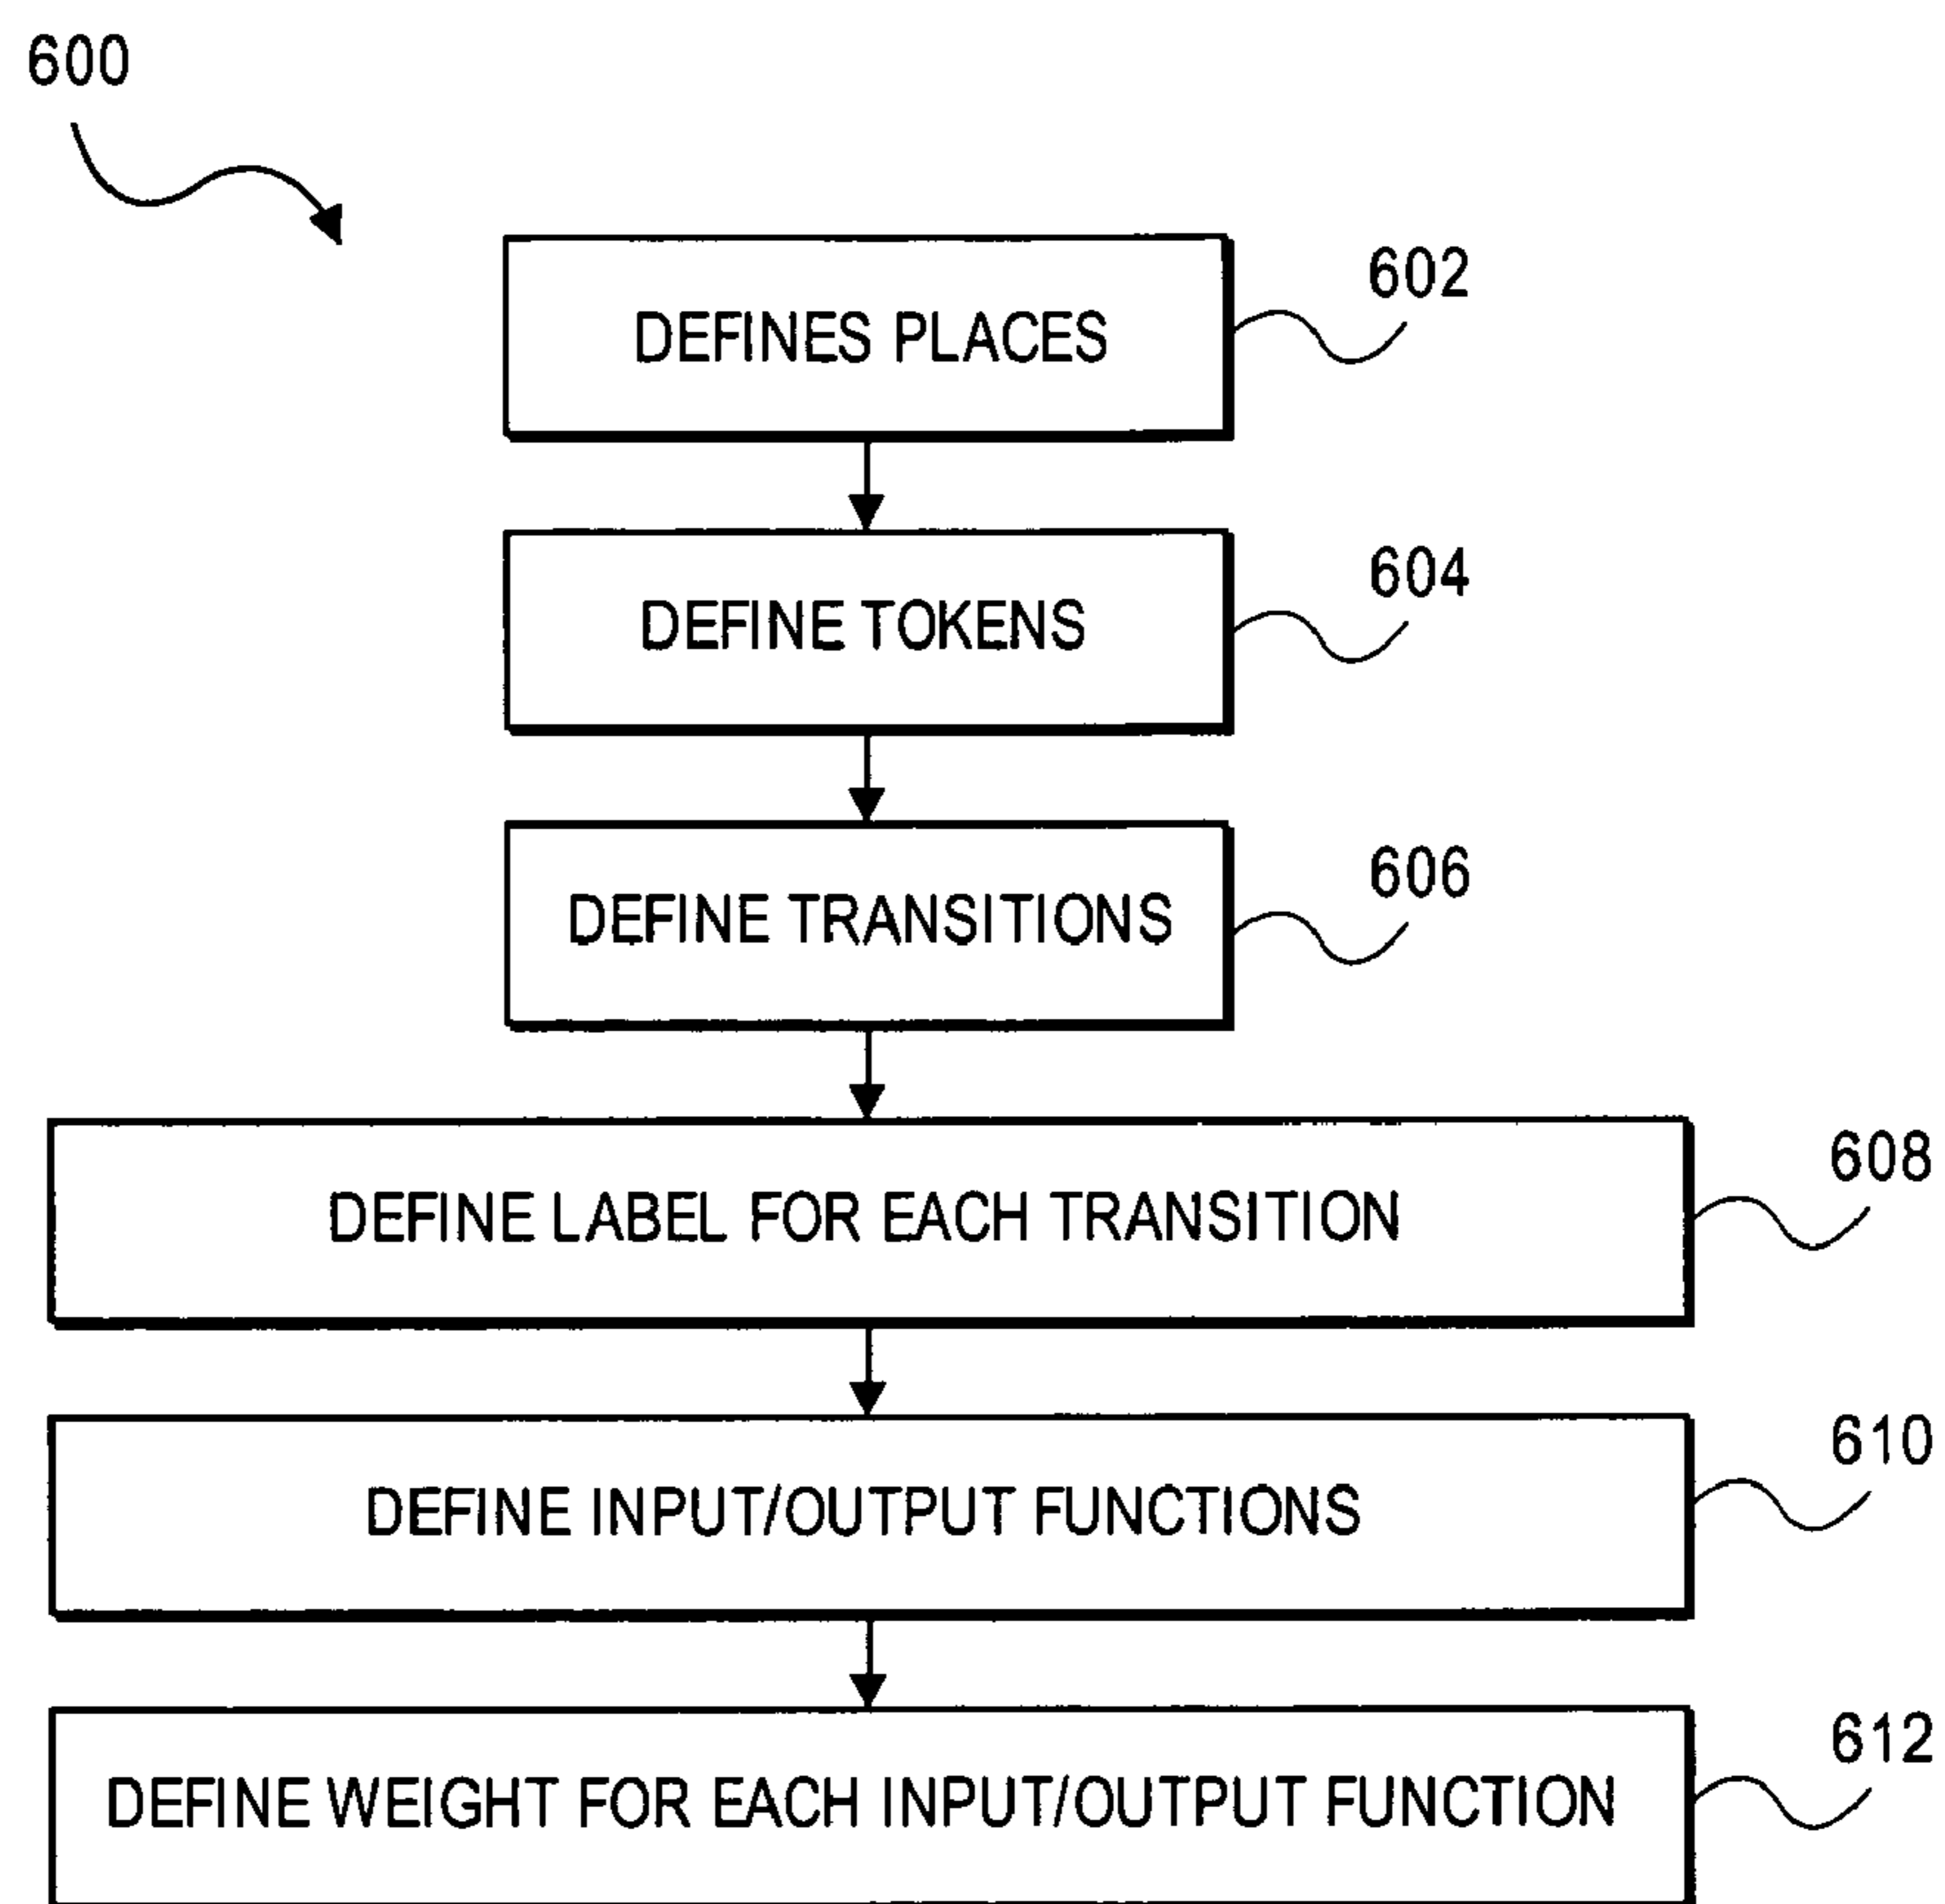 600
DEFINES PLACES
602
DEFINE TOKENS
604
DEFINE TRANSITIONS
606
DEFINE LABEL FOR EACH TRANSITION
608
DEFINE INPUT/OUTPUT FUNCTIONS
610
DEFINE WEIGHT FOR EACH INPUT/OUTPUT FUNCTION
612